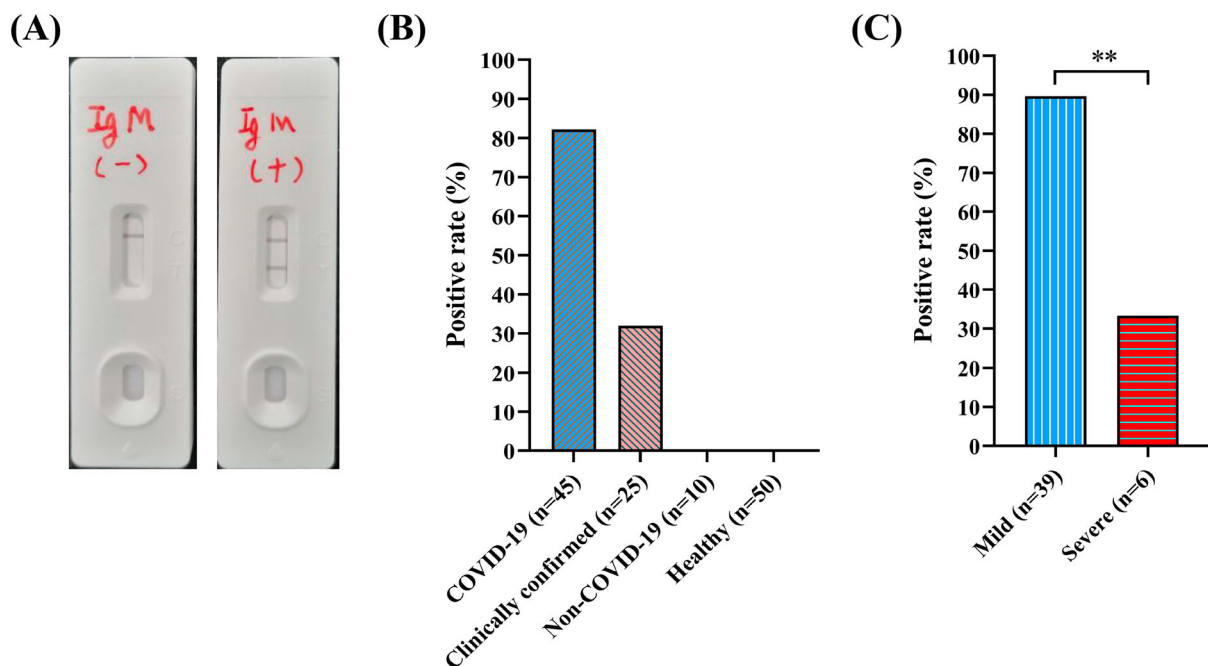 (A)
Ig M
(-)
C
T
S
Ig M
(+)
C
T
S
(B)
Positive rate (%)
100
90
80
70
60
50
40
30
20
10
0
COVID-19 (n=45)
Clinically confirmed (n=25)
Non-COVID-19 (n=10)
Healthy (n=50)
(C)
Positive rate (%)
100
90
80
70
60
50
40
30
20
10
0
**
Mild (n=39)
Severe (n=6)